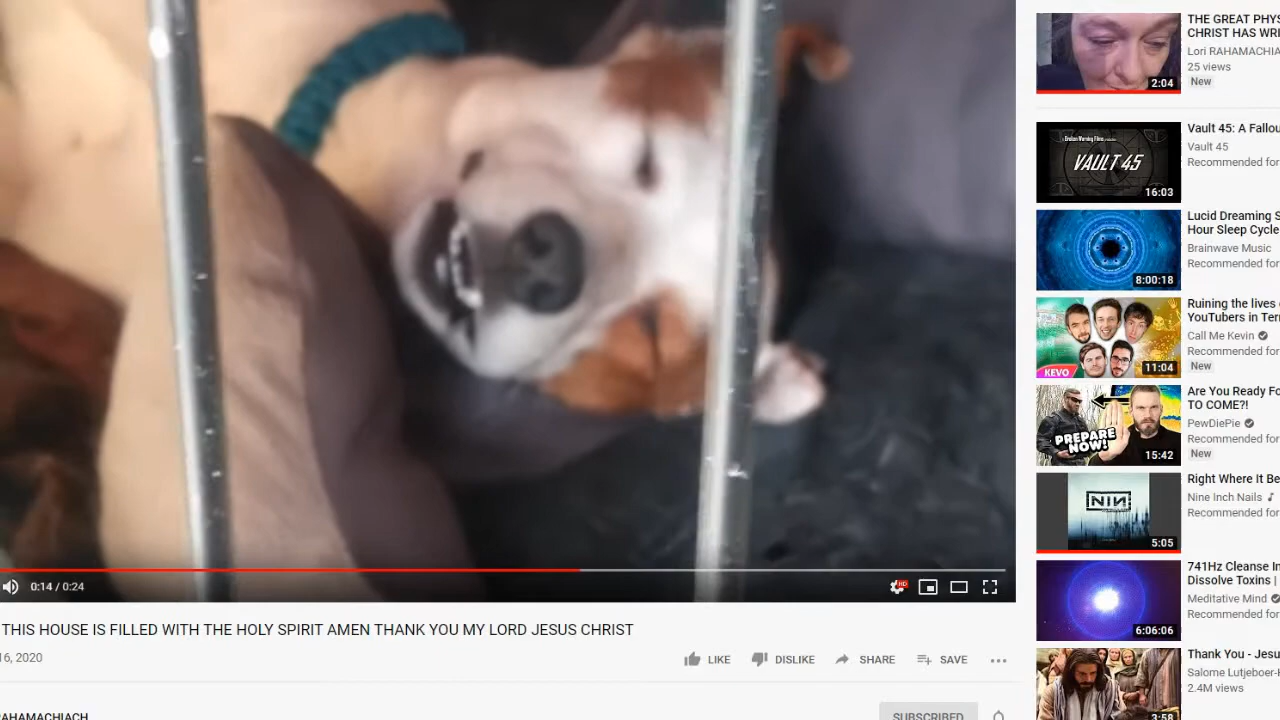 0:14 / 0:24
HD
THIS HOUSE IS FILLED WITH THE HOLY SPIRIT AMEN THANK YOU MY LORD JESUS CHRIST
16, 2020
LIKE
DISLIKE
SHARE
SAVE
AHAMACHIACH
SUBSCRIBED
2:04
THE GREAT PHYS
CHRIST HAS WRI
Lori RAHAMACHIA
25 views
New
VAULT 45
16:03
Vault 45: A Fallou
Vault 45
Recommended for
8:00:18
Lucid Dreaming S
Hour Sleep Cycle
Brainwave Music
Recommended for
KEVO
11:04
Ruining the lives
YouTubers in Terr
Call Me Kevin
Recommended for
New
PREPARE
NOW!
15:42
Are You Ready Fo
TO COME?!
PewDiePie
Recommended for
New
NIN
5:05
Right Where It Be
Nine Inch Nails
Recommended for
6:06:06
741Hz Cleanse In
Dissolve Toxins |
Meditative Mind
Recommended for
3:58
Thank You - Jesu
Salome Lutjeboer-
2.4M views